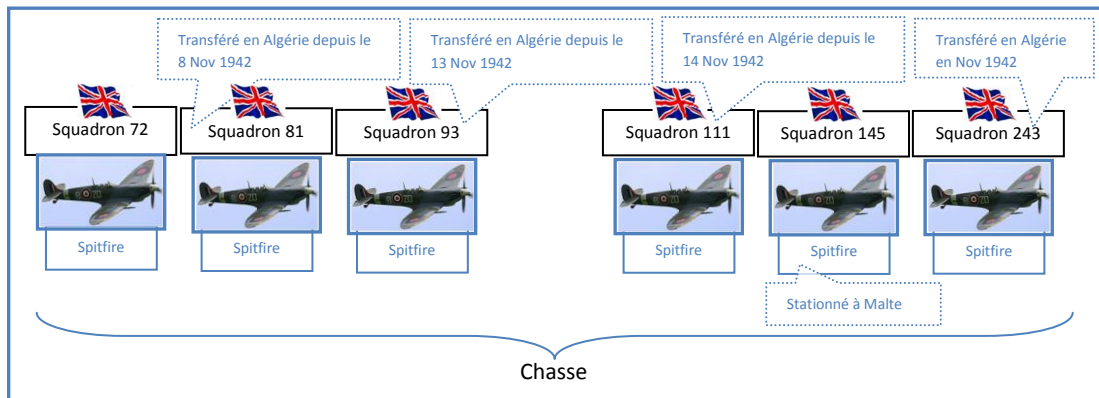 Transféré en Algérie depuis le
8 Nov 1942
Transféré en Algérie depuis le
13 Nov 1942
Transféré en Algérie depuis le
14 Nov 1942
Transféré en Algérie
en Nov 1942
Squadron 72
Squadron 81
Squadron 93
Squadron 111
Squadron 145
Squadron 243
Spitfire
Spitfire
Spitfire
Spitfire
Spitfire
Spitfire
Stationné à Malte
Chasse